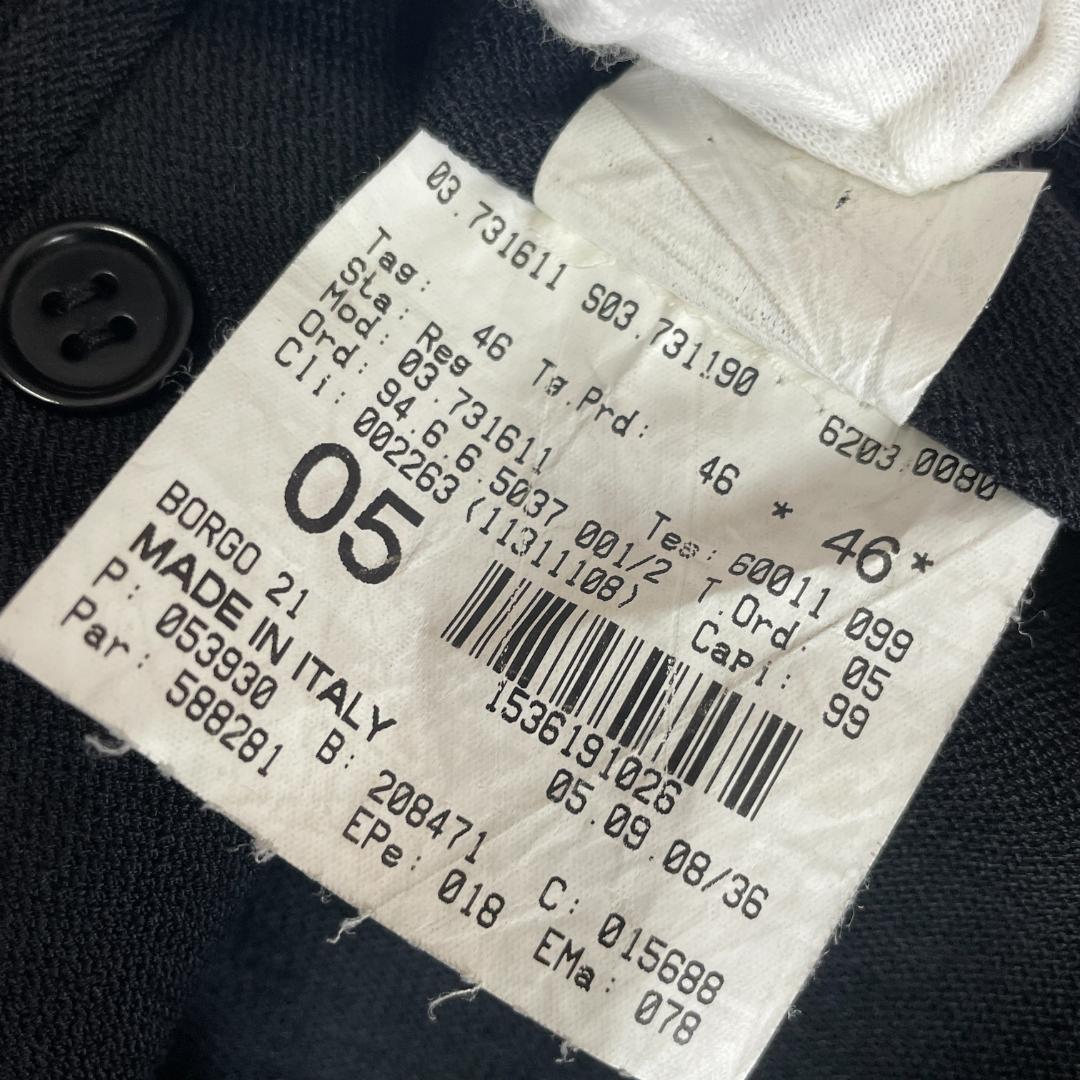 03.731611 S03.731190 6203.0080
Tag: 46 Tg.Prd: 46 * 46*
Sta: Reg
Mod: 03.731611 Tes: 60011 099
Ord: 94.6.6.5037 001/2 T.Ord: 05
Cli: 002263 (11311108) Capi: 99
05
1536191026
BORGO 21 05.09.08/36
MADE IN ITALY
P: 053930 B: 208471 C: 015688
Par: 588281 EPe: 018 EMa: 078